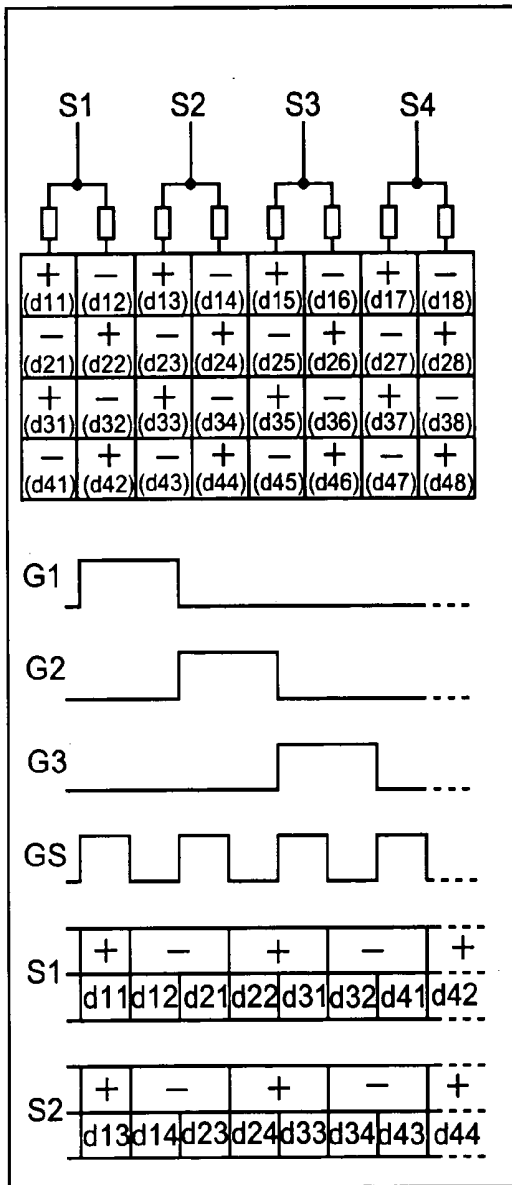 S1 S2 S3 S4
+ − + − + − + −
(d11) (d12) (d13) (d14) (d15) (d16) (d17) (d18)
− + − + − + − +
(d21) (d22) (d23) (d24) (d25) (d26) (d27) (d28)
+ − + − + − + −
(d31) (d32) (d33) (d34) (d35) (d36) (d37) (d38)
− + − + − + − +
(d41) (d42) (d43) (d44) (d45) (d46) (d47) (d48)
G1
G2
G3
GS
S1
+ − + − +
d11 d12 d21 d22 d31 d32 d41 d42
S2
+ − + − +
d13 d14 d23 d24 d33 d34 d43 d44